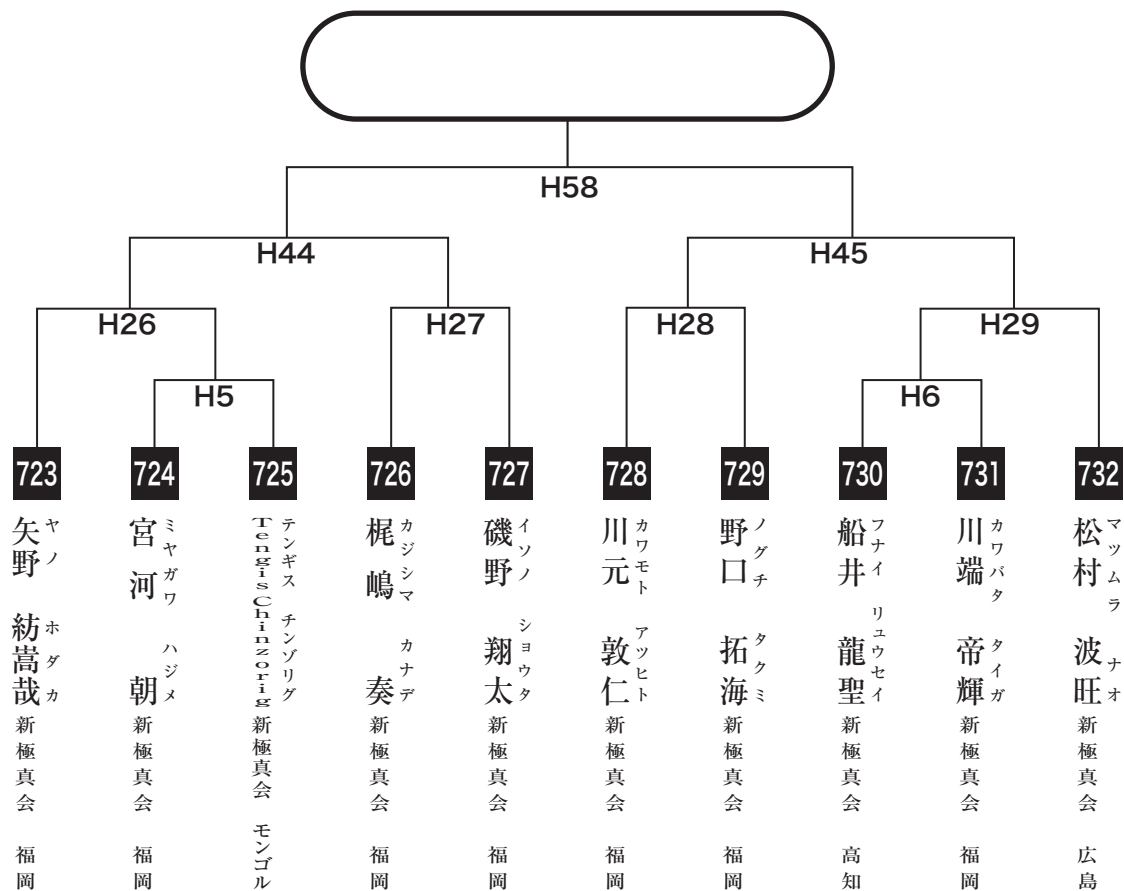 H58
H44
H45
H26
H27
H28
H29
H5
H6
723
矢野 紡嵩哉
ヤノ ホダカ
新極真会 福岡
724
宮河 朝
ミヤガワ ハジメ
新極真会 福岡
725
Tengis Chinzorig
テンギス チンゾリグ
新極真会 モンゴル
726
梶嶋 奏
カジシマ カナデ
新極真会 福岡
727
磯野 翔太
イソノ ショウタ
新極真会 福岡
728
川元 敦仁
カワモト アツヒト
新極真会 福岡
729
野口 拓海
ノグチ タクミ
新極真会 福岡
730
船井 龍聖
フナイ リュウセイ
新極真会 高知
731
川端 帝輝
カワバタ タイガ
新極真会 福岡
732
松村 波旺
マツムラ ナオ
新極真会 広島